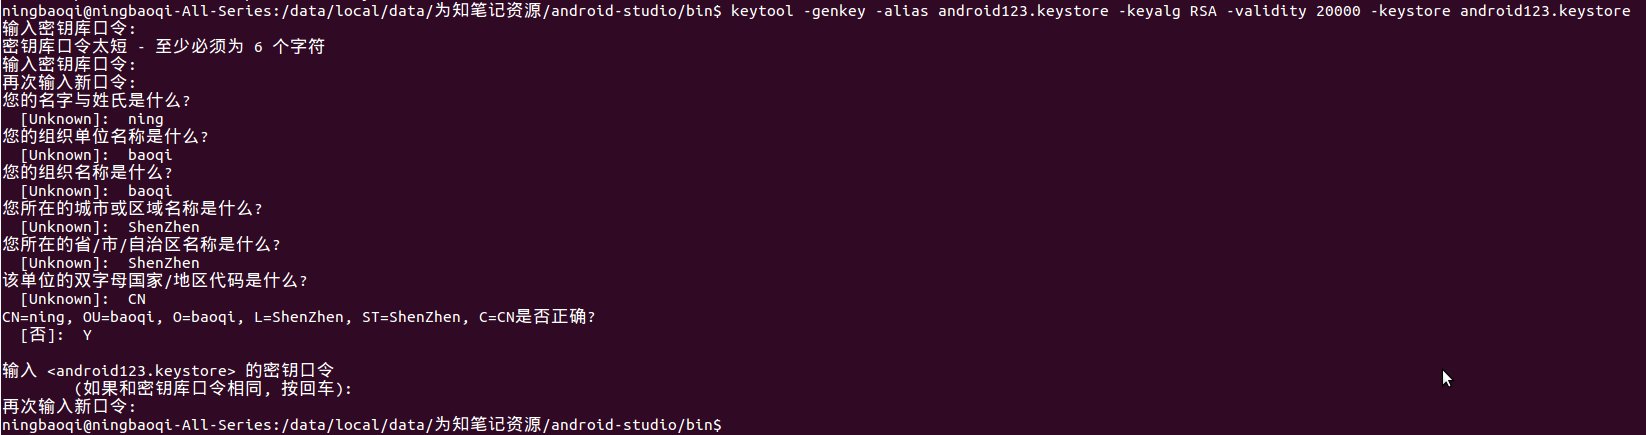 ningbaoqi@ningbaoqi-All-Series:/data/local/data/为知笔记资源/android-studio/bin$ keytool -genkey -alias android123.keystore -keyalg RSA -validity 20000 -keystore android123.keystore
输入密钥库口令:
密钥库口令太短 - 至少必须为 6 个字符
输入密钥库口令:
再次输入新口令:
您的名字与姓氏是什么?
  [Unknown]:  ning
您的组织单位名称是什么?
  [Unknown]:  baoqi
您的组织名称是什么?
  [Unknown]:  baoqi
您所在的城市或区域名称是什么?
  [Unknown]:  ShenZhen
您所在的省/市/自治区名称是什么?
  [Unknown]:  ShenZhen
该单位的双字母国家/地区代码是什么?
  [Unknown]:  CN
CN=ning, OU=baoqi, O=baoqi, L=ShenZhen, ST=ShenZhen, C=CN是否正确?
  [否]:  Y
输入 <android123.keystore> 的密钥口令
        (如果和密钥库口令相同, 按回车):
再次输入新口令:
ningbaoqi@ningbaoqi-All-Series:/data/local/data/为知笔记资源/android-studio/bin$